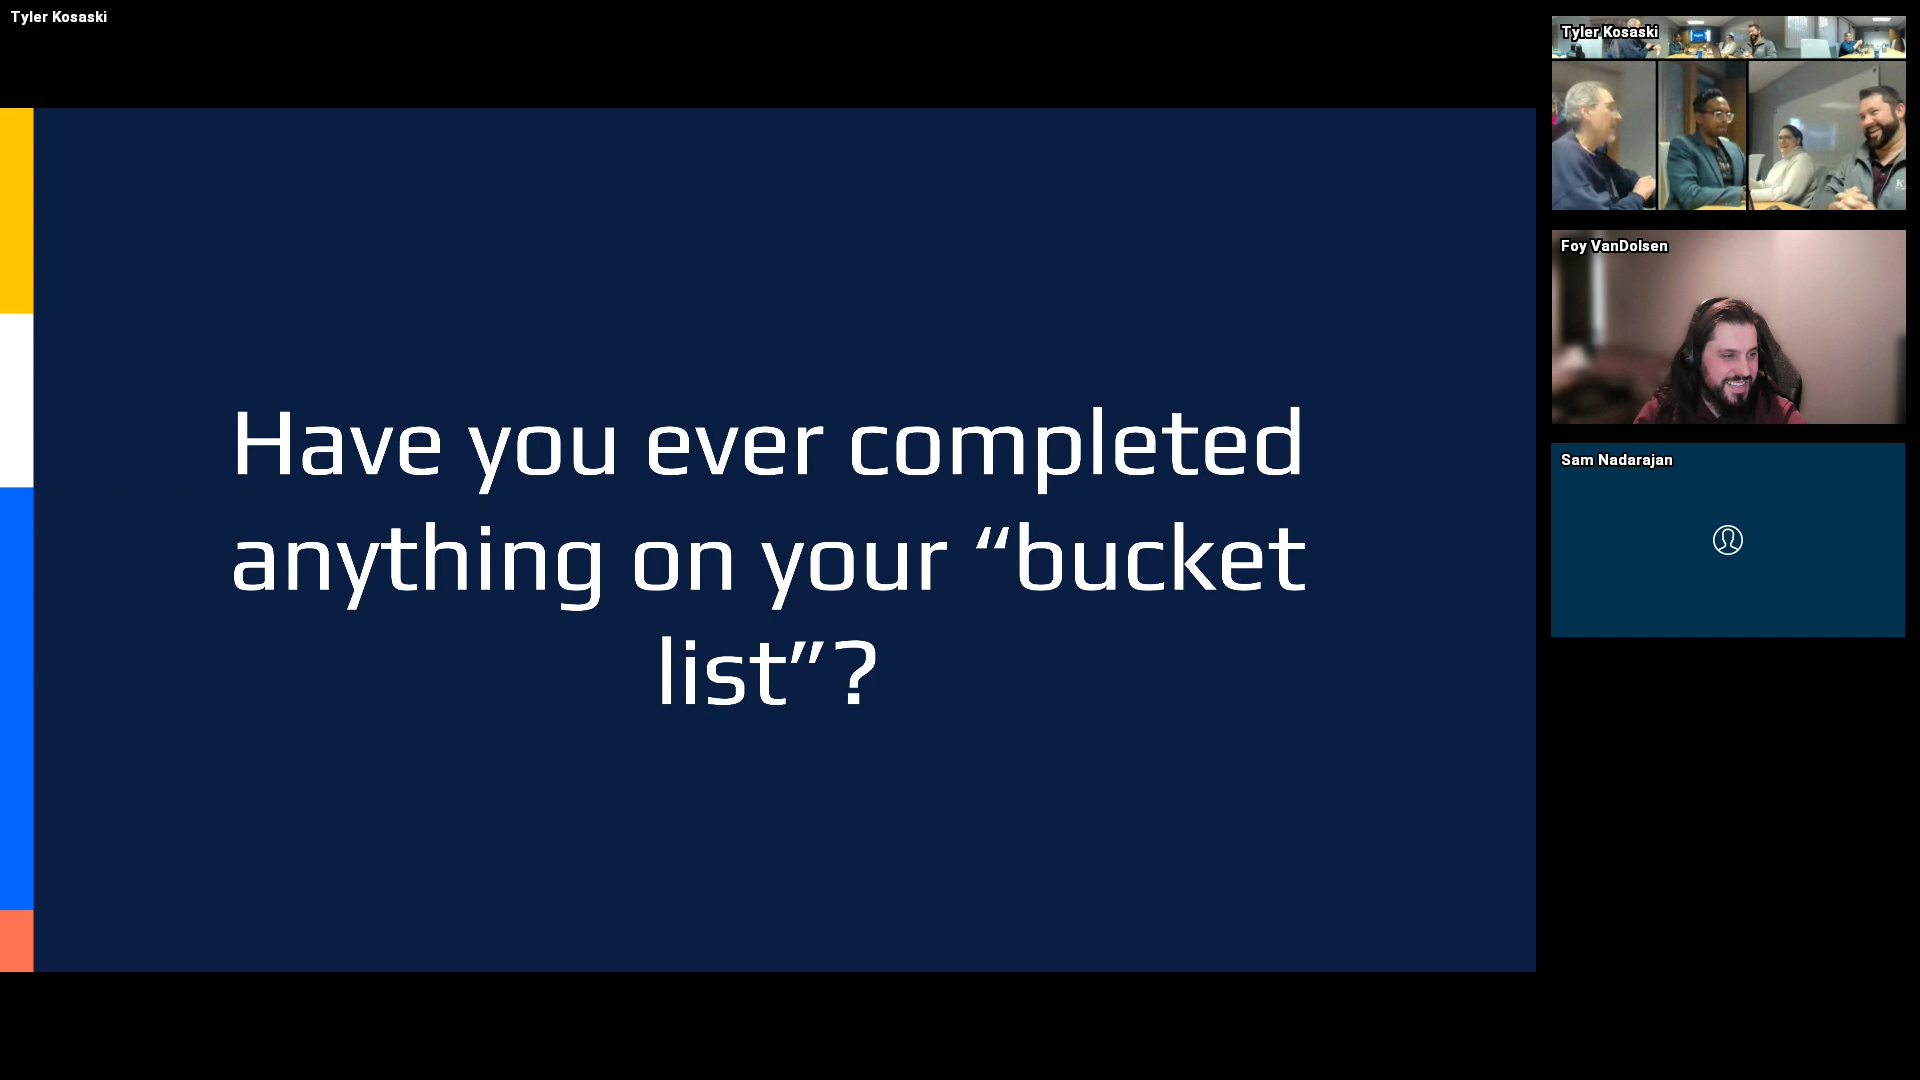 Tyler Kosaski
Have you ever completed
anything on your “bucket
list”?
Tyler Kosaski
Foy VanDolsen
Sam Nadarajan